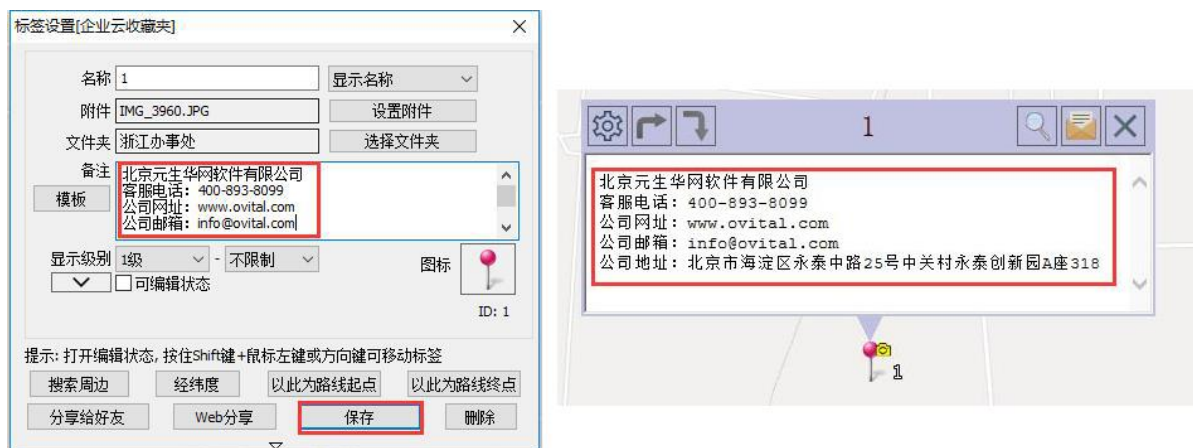 标签设置[企业云收藏夹]
名称 1 显示名称
附件 IMG_3960.JPG 设置附件
文件夹 浙江办事处 选择文件夹
备注
模板
北京元生华网软件有限公司
客服电话：400-893-8099
公司网址：www.ovital.com
公司邮箱：info@ovital.com
显示级别 1级 - 不限制 图标
可编辑状态
ID: 1
提示: 打开编辑状态, 按住Shift键+鼠标左键或方向键可移动标签
搜索周边 经纬度 以此为路线起点 以此为路线终点
分享给好友 Web分享 保存 删除
1
北京元生华网软件有限公司
客服电话：400-893-8099
公司网址：www.ovital.com
公司邮箱：info@ovital.com
公司地址：北京市海淀区永泰中路25号中关村永泰创新园A座318
1